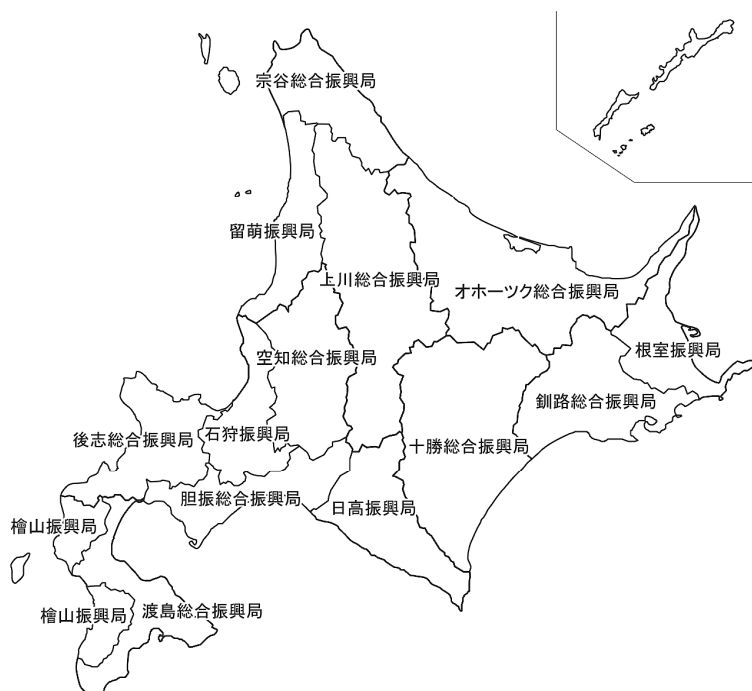 宗谷総合振興局
留萌振興局
上川総合振興局
オホーツク総合振興局
空知総合振興局
根室振興局
釧路総合振興局
後志総合振興局
石狩振興局
十勝総合振興局
胆振総合振興局
日高振興局
檜山振興局
檜山振興局
渡島総合振興局